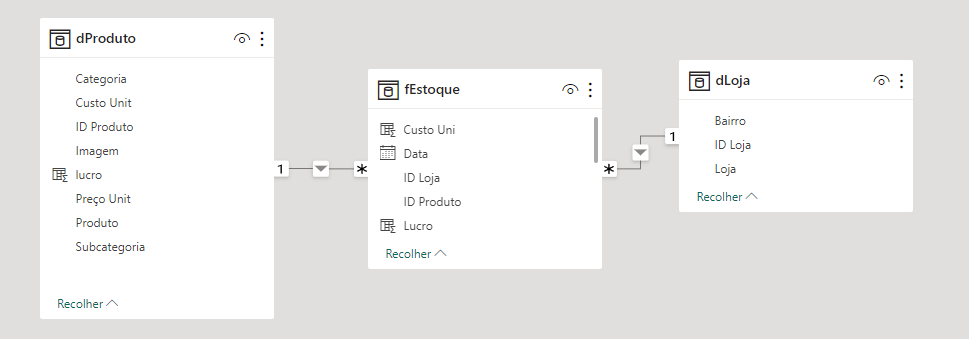 dProduto
Categoria
Custo Unit
ID Produto
Imagem
lucro
Preço Unit
Produto
Subcategoria
Recolher
1
*
fEstoque
Custo Uni
Data
ID Loja
ID Produto
Lucro
Recolher
*
1
dLoja
Bairro
ID Loja
Loja
Recolher